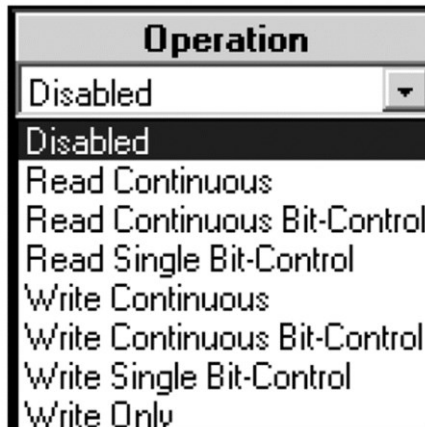 Operation
Disabled
Disabled
Read Continuous
Read Continuous Bit-Control
Read Single Bit-Control
Write Continuous
Write Continuous Bit-Control
Write Single Bit-Control
Write Only